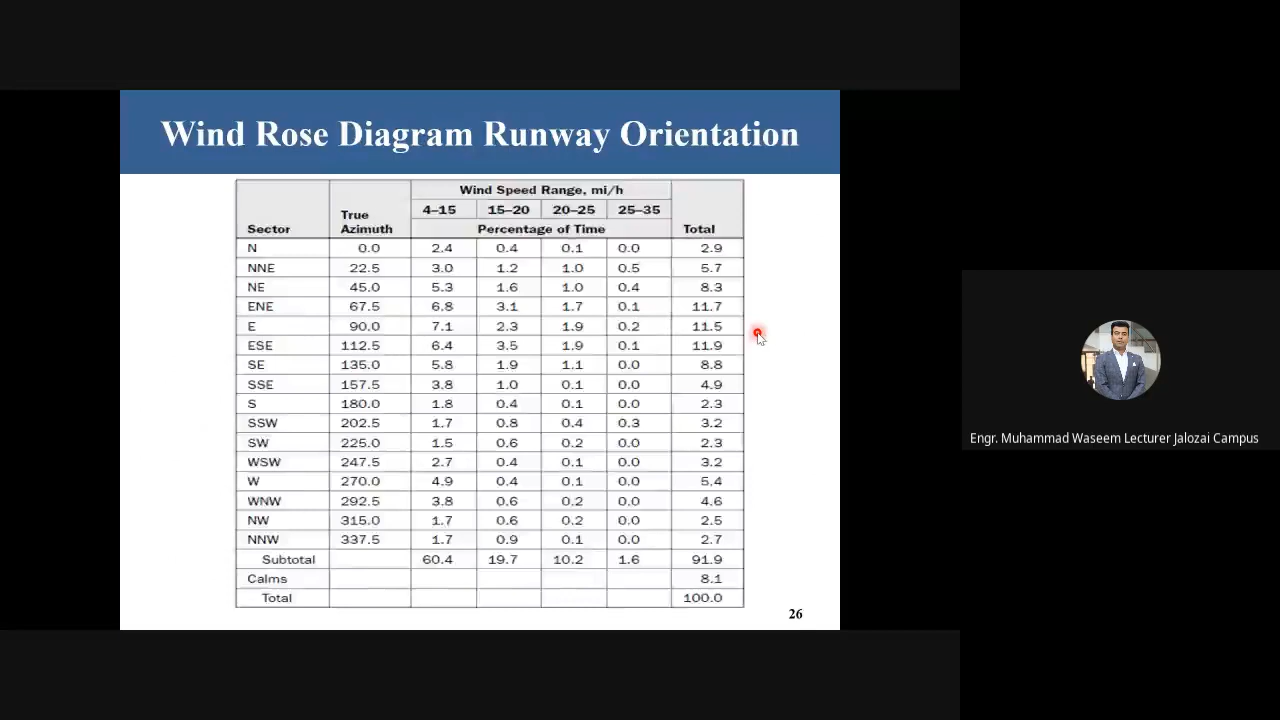 Wind Rose Diagram Runway Orientation
Wind Speed Range, mi/h
Sector True Azimuth 4–15 15–20 20–25 25–35 Total
Percentage of Time
N 0.0 2.4 0.4 0.1 0.0 2.9
NNE 22.5 3.0 1.2 1.0 0.5 5.7
NE 45.0 5.3 1.6 1.0 0.4 8.3
ENE 67.5 6.8 3.1 1.7 0.1 11.7
E 90.0 7.1 2.3 1.9 0.2 11.5
ESE 112.5 6.4 3.5 1.9 0.1 11.9
SE 135.0 5.8 1.9 1.1 0.0 8.8
SSE 157.5 3.8 1.0 0.1 0.0 4.9
S 180.0 1.8 0.4 0.1 0.0 2.3
SSW 202.5 1.7 0.8 0.4 0.3 3.2
SW 225.0 1.5 0.6 0.2 0.0 2.3
WSW 247.5 2.7 0.4 0.1 0.0 3.2
W 270.0 4.9 0.4 0.1 0.0 5.4
WNW 292.5 3.8 0.6 0.2 0.0 4.6
NW 315.0 1.7 0.6 0.2 0.0 2.5
NNW 337.5 1.7 0.9 0.1 0.0 2.7
Subtotal 60.4 19.7 10.2 1.6 91.9
Calms 8.1
Total 100.0
26
Engr. Muhammad Waseem Lecturer Jalozai Campus